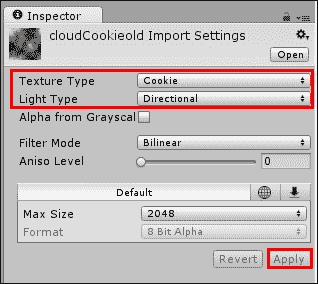 Inspector
cloudCookieold Import Settings
Open
Texture Type Cookie
Light Type Directional
Alpha from Grayscal
Filter Mode Bilinear
Aniso Level 0
Default
Max Size 2048
Format 8 Bit Alpha
Revert Apply